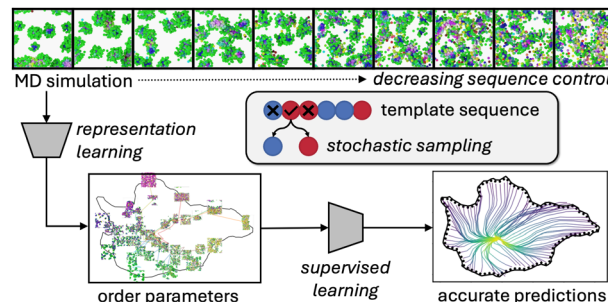 MD simulation
decreasing sequence control
template sequence
stochastic sampling
representation
learning
order parameters
supervised
learning
accurate predictions